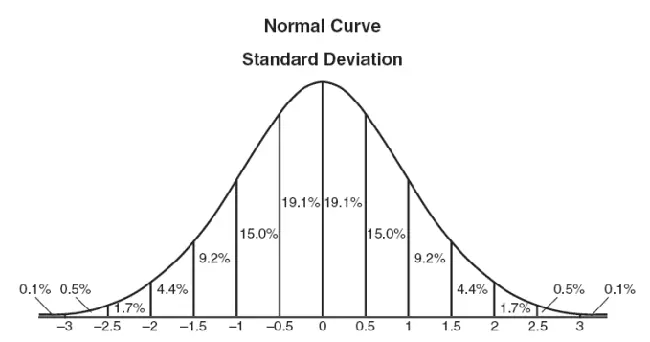 Normal Curve
Standard Deviation
19.1% 19.1%
15.0% 15.0%
9.2% 9.2%
0.1% 0.5% 4.4% 4.4% 0.5% 0.1%
1.7% 1.7%
−3 −2.5 −2 −1.5 −1 −0.5 0 0.5 1 1.5 2 2.5 3